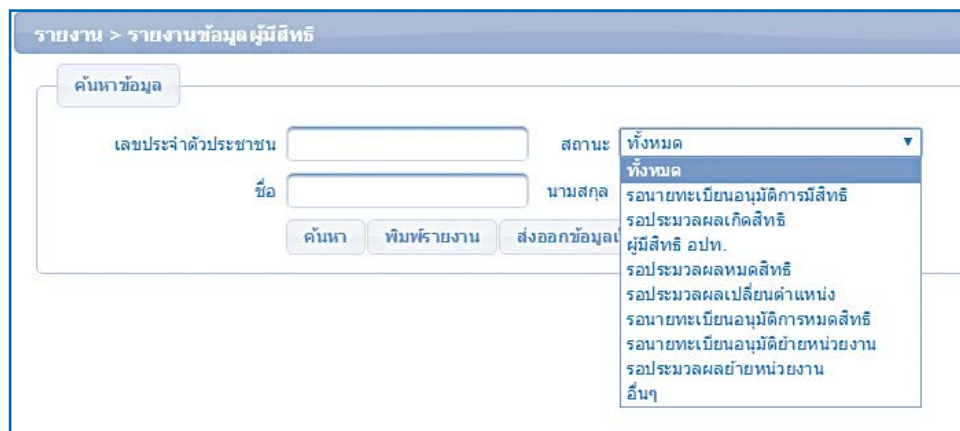 รายงาน > รายงานข้อมูลผู้มีสิทธิ
ค้นหาข้อมูล
เลขประจำตัวประชาชน สถานะ ทั้งหมด
ทั้งหมด
ชื่อ นามสกุล รอนายทะเบียนอนุมัติการมีสิทธิ
รอประมวลผลเกิดสิทธิ
ค้นหา พิมพ์รายงาน ส่งออกข้อมูล ผู้มีสิทธิ อปท.
รอประมวลผลหมดสิทธิ
รอประมวลผลเปลี่ยนตำแหน่ง
รอนายทะเบียนอนุมัติการหมดสิทธิ
รอนายทะเบียนอนุมัติย้ายหน่วยงาน
รอประมวลผลย้ายหน่วยงาน
อื่นๆ